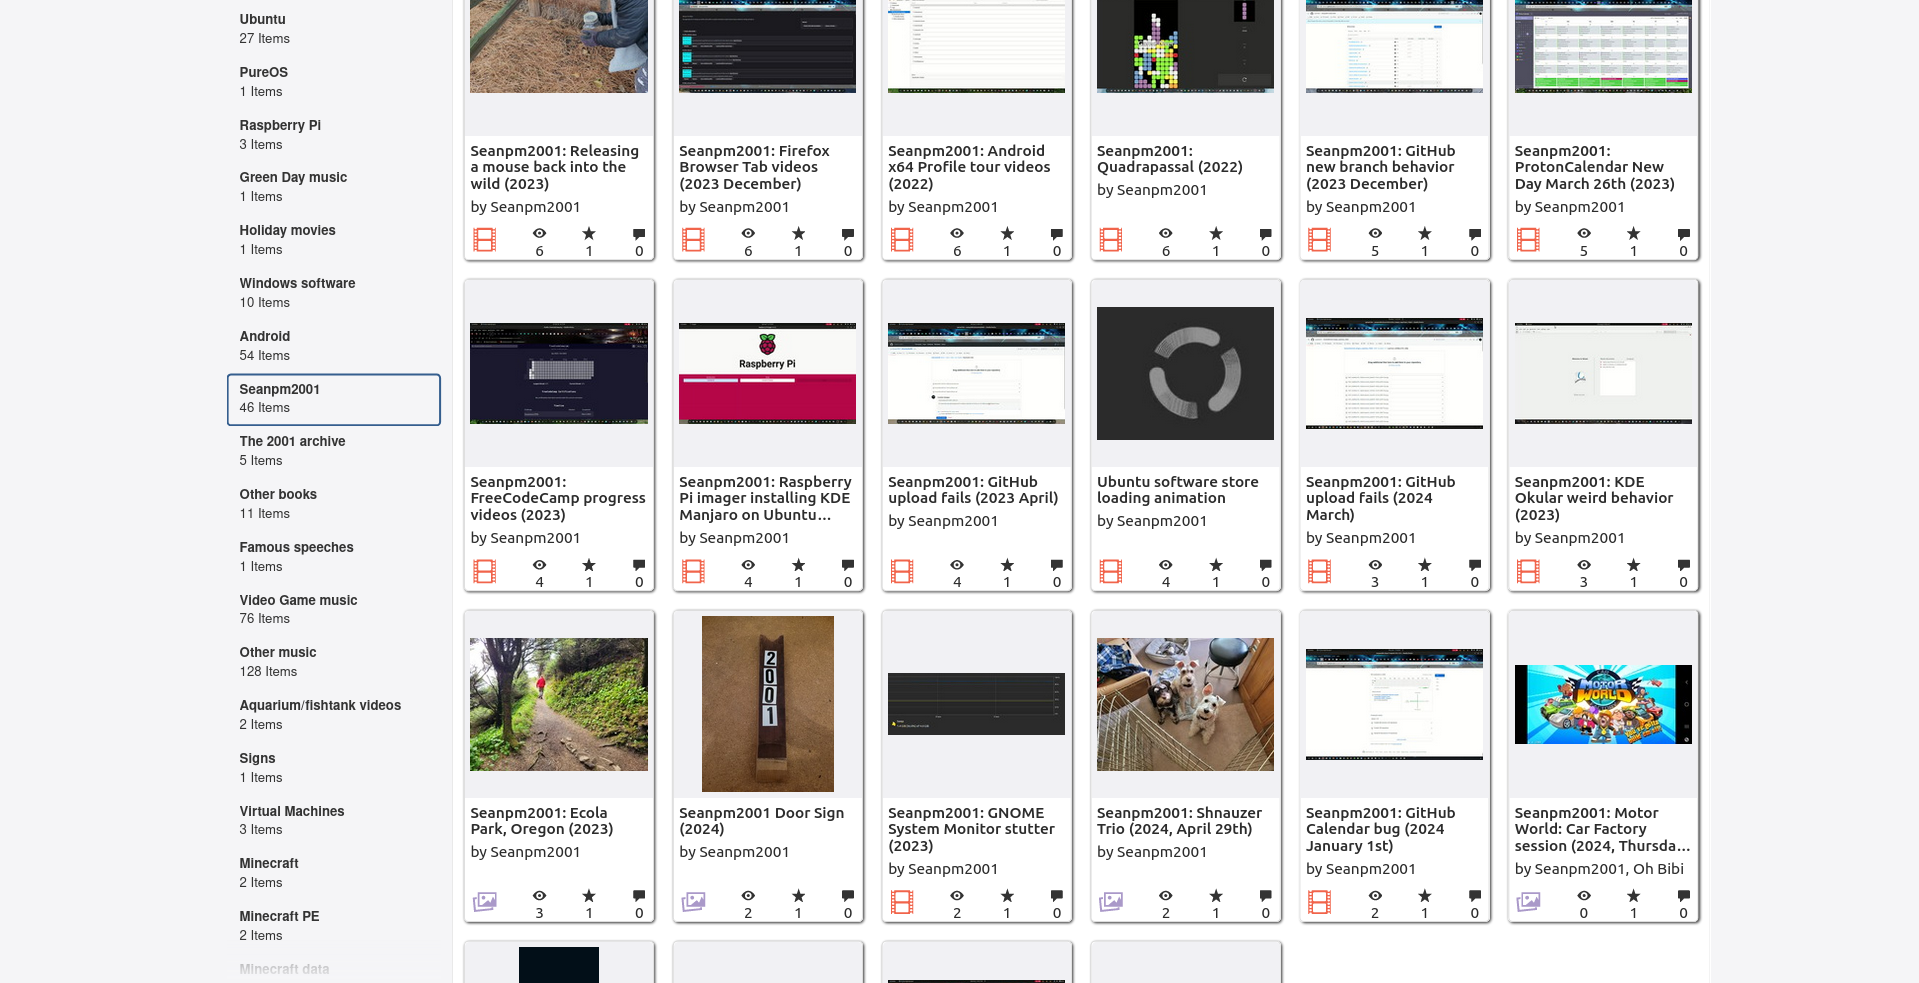 Ubuntu
27 Items
PureOS
1 Items
Raspberry Pi
3 Items
Green Day music
1 Items
Holiday movies
1 Items
Windows software
10 Items
Android
54 Items
Seanpm2001
46 Items
The 2001 archive
5 Items
Other books
11 Items
Famous speeches
1 Items
Video Game music
76 Items
Other music
128 Items
Aquarium/fishtank videos
2 Items
Signs
1 Items
Virtual Machines
3 Items
Minecraft
2 Items
Minecraft PE
2 Items
Minecraft data
Seanpm2001: Releasing
a mouse back into the
wild (2023)
by Seanpm2001
6 1 0
Seanpm2001: Firefox
Browser Tab videos
(2023 December)
by Seanpm2001
6 1 0
Seanpm2001: Android
x64 Profile tour videos
(2022)
by Seanpm2001
6 1 0
Seanpm2001:
Quadrapassal (2022)
by Seanpm2001
6 1 0
Seanpm2001: GitHub
new branch behavior
(2023 December)
by Seanpm2001
5 1 0
Seanpm2001:
ProtonCalendar New
Day March 26th (2023)
by Seanpm2001
5 1 0
Seanpm2001:
FreeCodeCamp progress
videos (2023)
by Seanpm2001
4 1 0
Raspberry Pi
Seanpm2001: Raspberry
Pi imager installing KDE
Manjaro on Ubuntu…
by Seanpm2001
4 1 0
Seanpm2001: GitHub
upload fails (2023 April)
by Seanpm2001
4 1 0
Ubuntu software store
loading animation
by Seanpm2001
4 1 0
Seanpm2001: GitHub
upload fails (2024
March)
by Seanpm2001
3 1 0
Seanpm2001: KDE
Okular weird behavior
(2023)
by Seanpm2001
3 1 0
Seanpm2001: Ecola
Park, Oregon (2023)
by Seanpm2001
3 1 0
2001
Seanpm2001 Door Sign
(2024)
by Seanpm2001
2 1 0
Seanpm2001: GNOME
System Monitor stutter
(2023)
by Seanpm2001
2 1 0
Seanpm2001: Shnauzer
Trio (2024, April 29th)
by Seanpm2001
2 1 0
Seanpm2001: GitHub
Calendar bug (2024
January 1st)
by Seanpm2001
2 1 0
MOTOR
WORLD
Seanpm2001: Motor
World: Car Factory
session (2024, Thursda…
by Seanpm2001, Oh Bibi
0 1 0